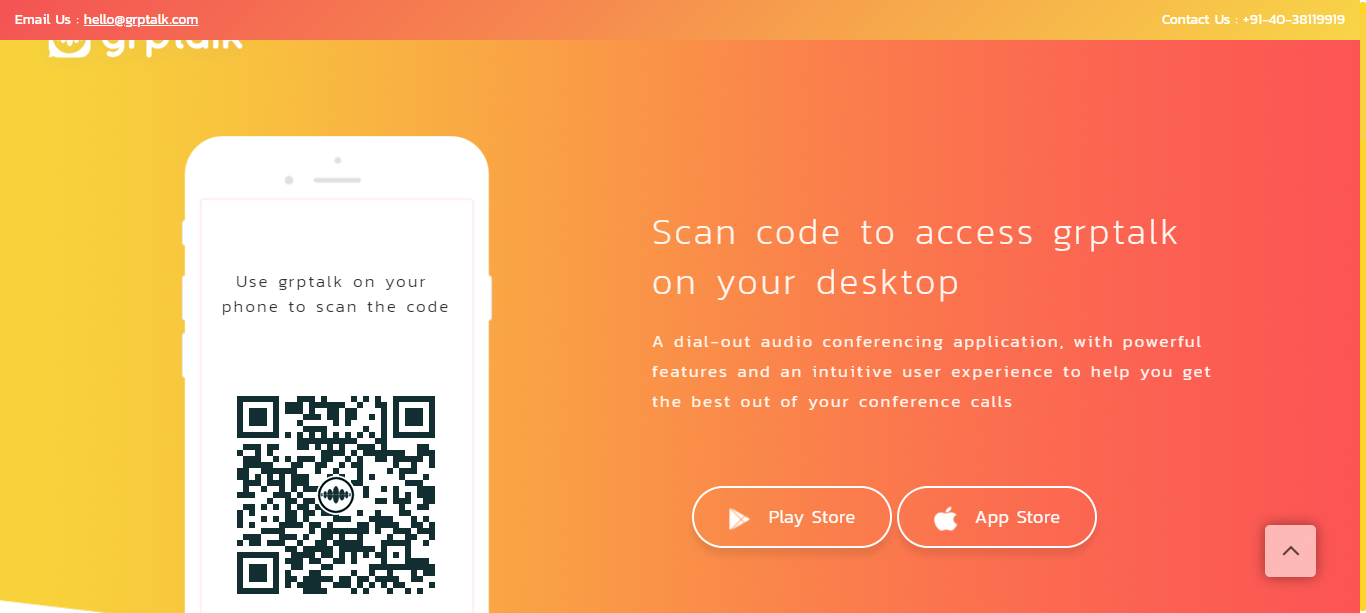 Email Us : hello@grptalk.com
Contact Us : +91-40-38119919
grptalk
Use grptalk on your
phone to scan the code
Scan code to access grptalk
on your desktop
A dial-out audio conferencing application, with powerful
features and an intuitive user experience to help you get
the best out of your conference calls
Play Store
App Store